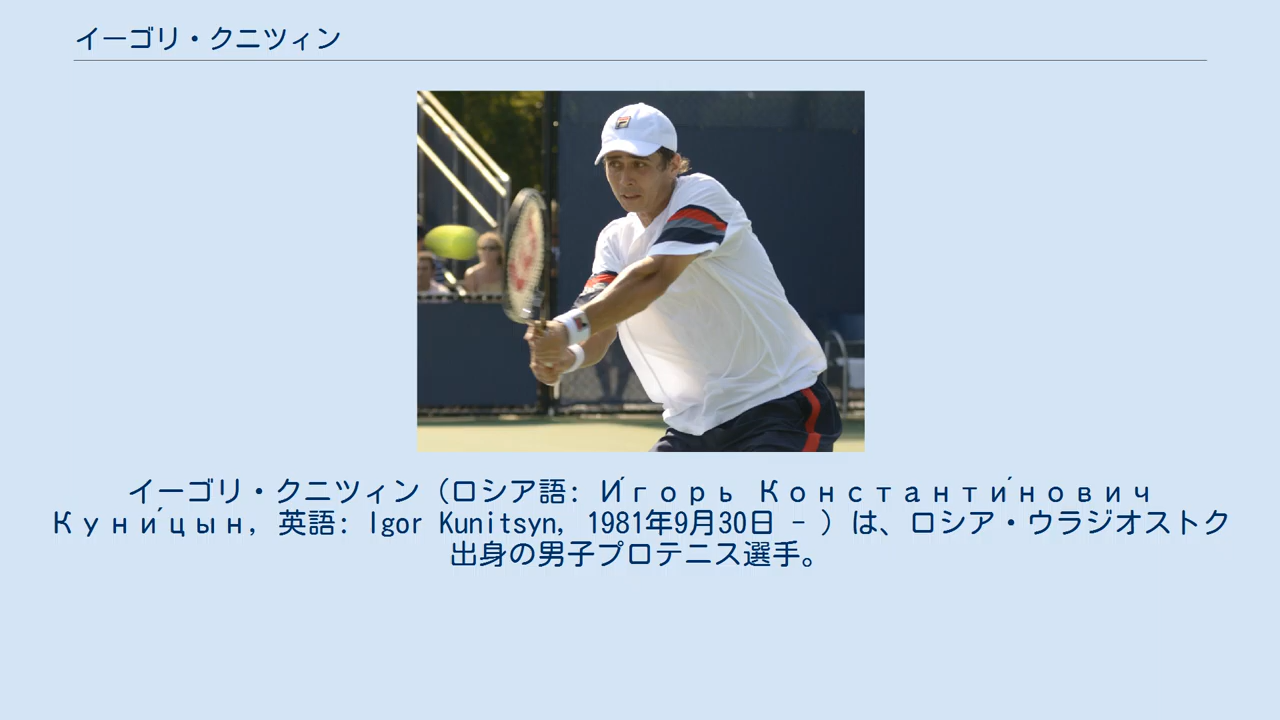 イーゴリ・クニツィン
イーゴリ・クニツィン（ロシア語: И́горь Константи́нович
Куни́цын, 英語: Igor Kunitsyn, 1981年9月30日 - ）は、ロシア・ウラジオストク
出身の男子プロテニス選手。